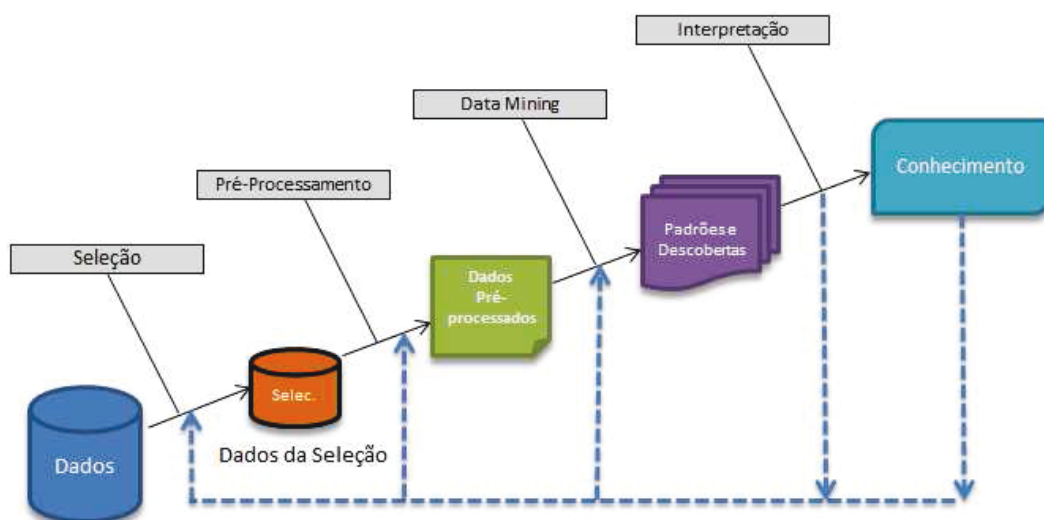 Interpretação
Data Mining
Conhecimento
Pré-Processamento
Padrões e
Descobertas
Seleção
Dados
Pré-
processados
Selec.
Dados da Seleção
Dados